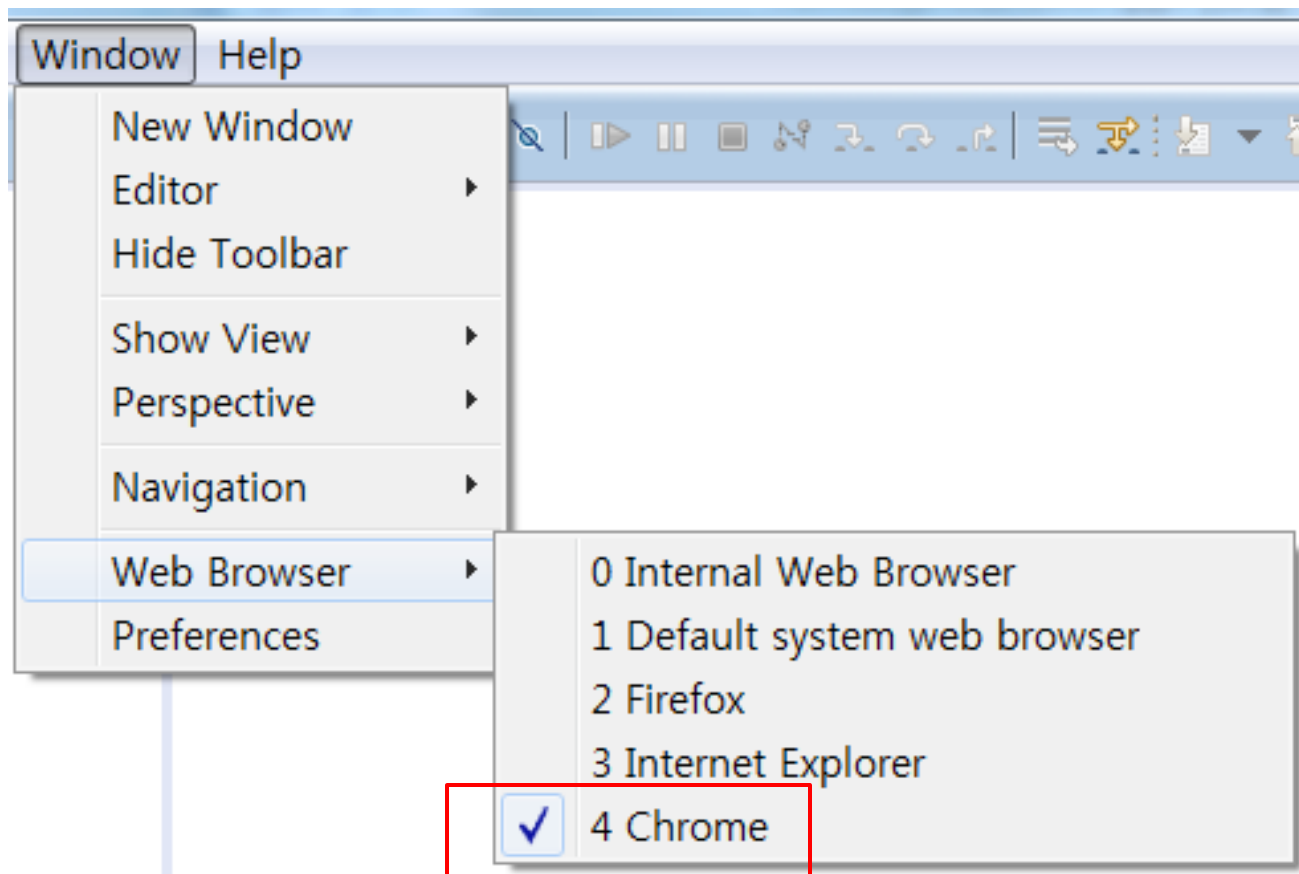 Window Help
New Window
Editor
Hide Toolbar
Show View
Perspective
Navigation
Web Browser
Preferences
0 Internal Web Browser
1 Default system web browser
2 Firefox
3 Internet Explorer
4 Chrome